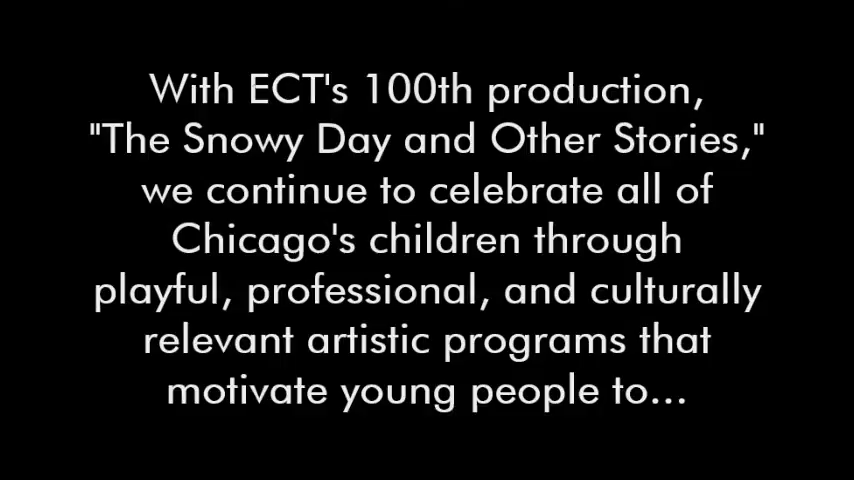 With ECT's 100th production,
"The Snowy Day and Other Stories,"
we continue to celebrate all of
Chicago's children through
playful, professional, and culturally
relevant artistic programs that
motivate young people to...